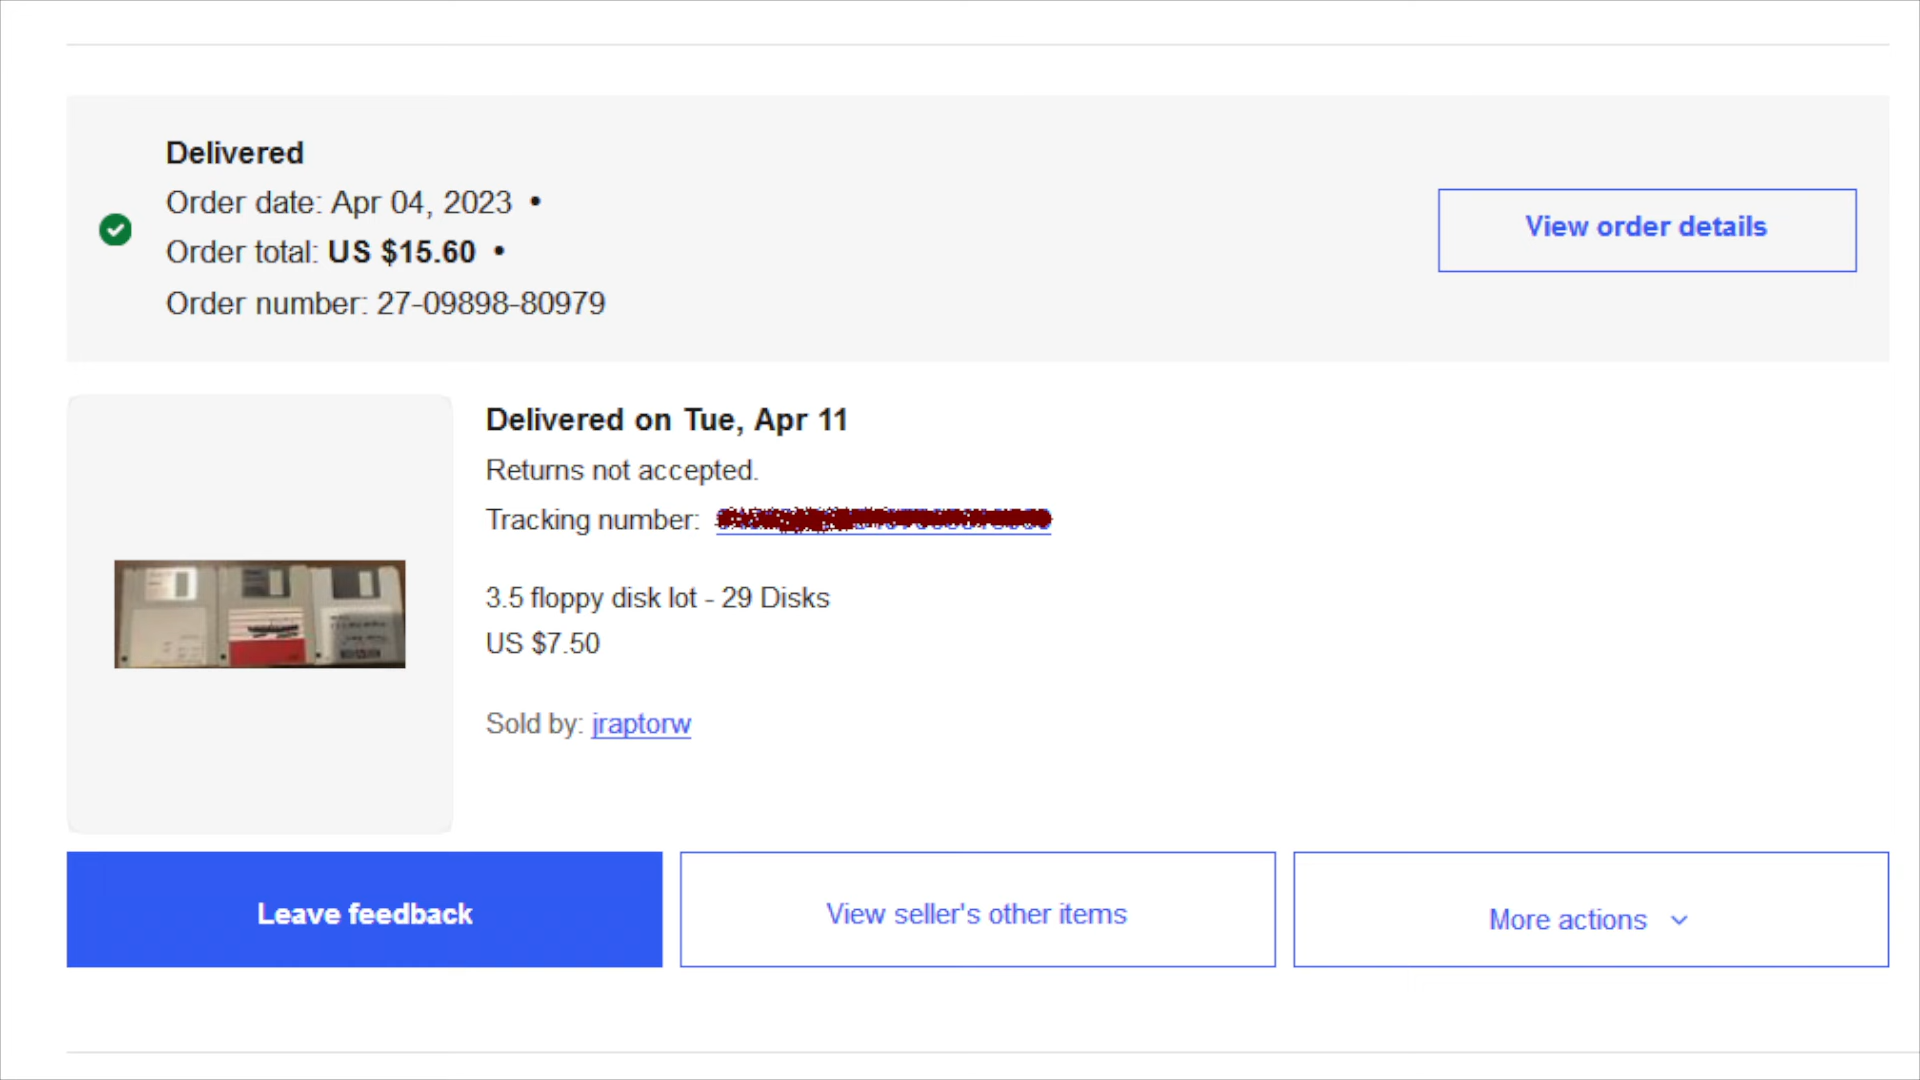 Delivered
Order date: Apr 04, 2023 •
Order total: US $15.60 •
Order number: 27-09898-80979
View order details
Delivered on Tue, Apr 11
Returns not accepted.
Tracking number:
3.5 floppy disk lot - 29 Disks
US $7.50
Sold by: jraptorw
Leave feedback
View seller's other items
More actions